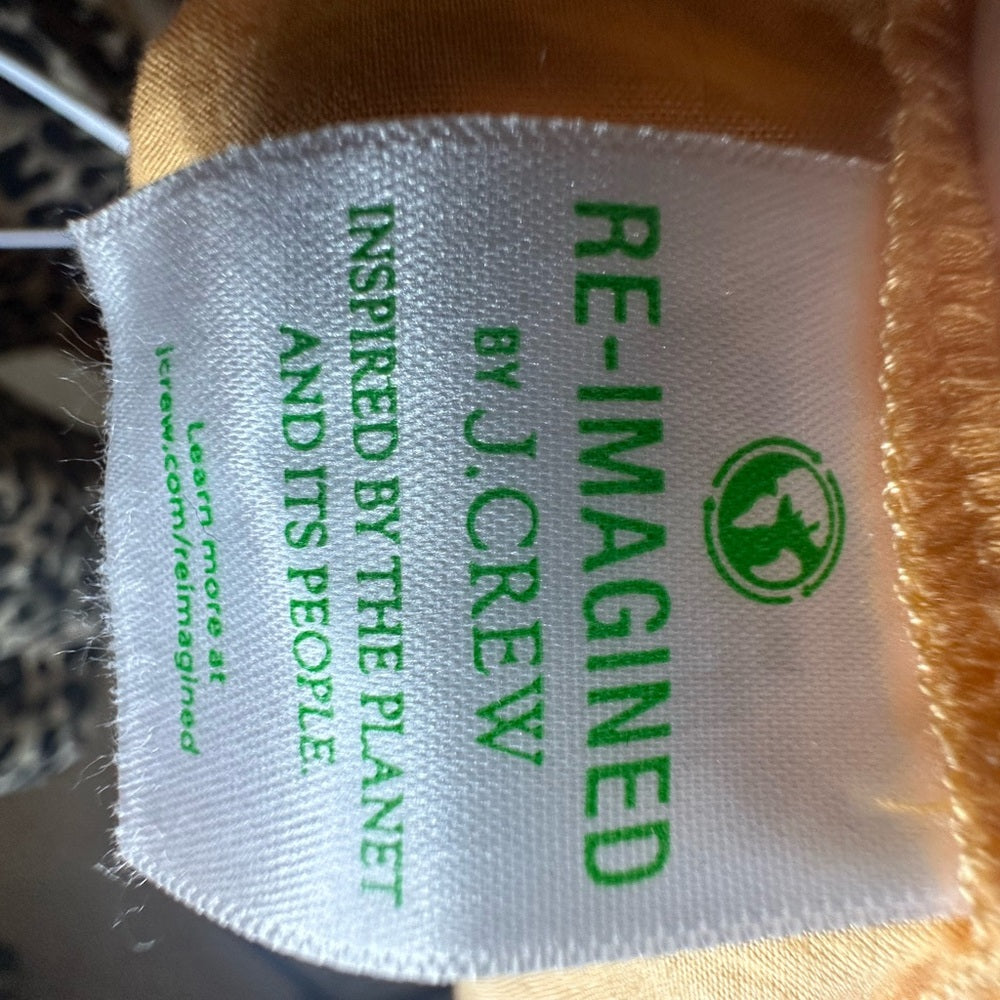 RE-IMAGINED
BY J.CREW
INSPIRED BY THE PLANET
AND ITS PEOPLE.
Learn more at
jcrew.com/reimagined